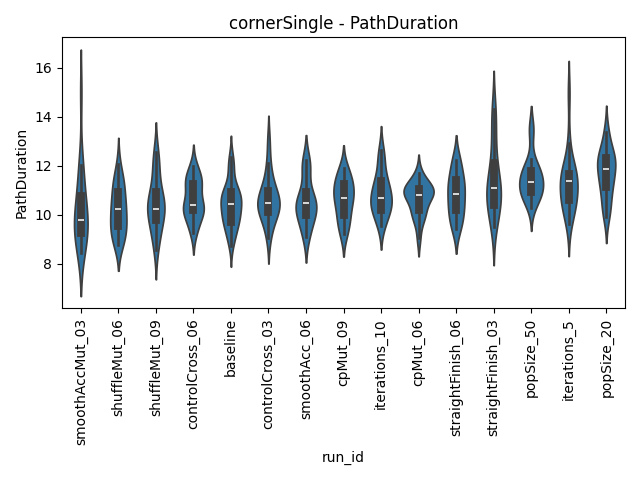 cornerSingle - PathDuration
PathDuration
16
14
12
10
8
smoothAccMut_03
shuffleMut_06
shuffleMut_09
controlCross_06
baseline
controlCross_03
smoothAcc_06
cpMut_09
iterations_10
cpMut_06
straightFinish_06
straightFinish_03
popSize_50
iterations_5
popSize_20
run_id